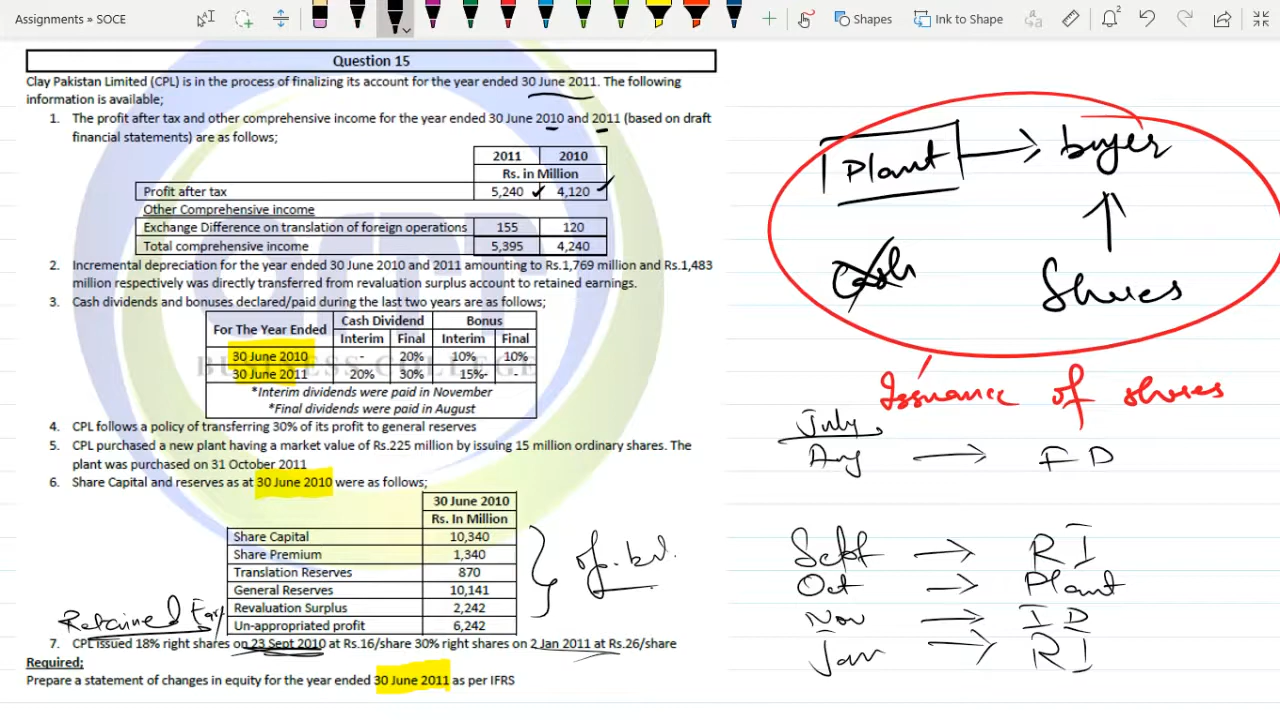 Assignments » SOCE
Shapes
Ink to Shape
Question 15
Clay Pakistan Limited (CPL) is in the process of finalizing its account for the year ended 30 June 2011. The following
information is available;
1. The profit after tax and other comprehensive income for the year ended 30 June 2010 and 2011 (based on draft
financial statements) are as follows;
2011 2010
Rs. in Million
Profit after tax 5,240 4,120
Other Comprehensive income
Exchange Difference on translation of foreign operations 155 120
Total comprehensive income 5,395 4,240
2. Incremental depreciation for the year ended 30 June 2010 and 2011 amounting to Rs.1,769 million and Rs.1,483
million respectively was directly transferred from revaluation surplus account to retained earnings.
3. Cash dividends and bonuses declared/paid during the last two years are as follows;
For The Year Ended Cash Dividend Bonus
Interim Final Interim Final
30 June 2010 - 20% 10% 10%
30 June 2011 20% 30% 15%- -
*Interim dividends were paid in November
*Final dividends were paid in August
4. CPL follows a policy of transferring 30% of its profit to general reserves
5. CPL purchased a new plant having a market value of Rs.225 million by issuing 15 million ordinary shares. The
plant was purchased on 31 October 2011
6. Share Capital and reserves as at 30 June 2010 were as follows;
30 June 2010
Rs. In Million
Share Capital 10,340
Share Premium 1,340
Translation Reserves 870
General Reserves 10,141
Revaluation Surplus 2,242
Un-appropriated profit 6,242
7. CPL issued 18% right shares on 23 Sept 2010 at Rs.16/share 30% right shares on 2 Jan 2011 at Rs.26/share
Required;
Prepare a statement of changes in equity for the year ended 30 June 2011 as per IFRS
Retained
op. bal.
Plant buyer
Cash Shares
Issuance of shares
July
Aug FD
Sept RI
Oct Plant
Nov ID
Jan RI